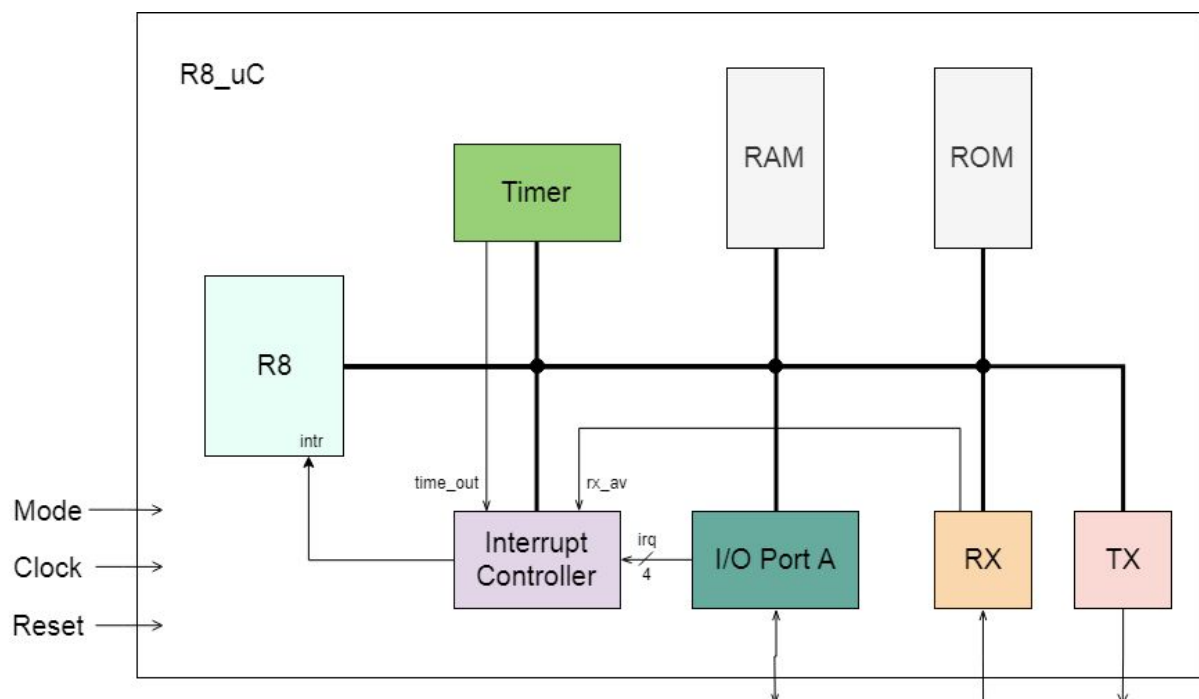 R8_uC
RAM
ROM
Timer
R8
intr
time_out
rx_av
Mode
Clock
Reset
Interrupt
Controller
irq
4
I/O Port A
RX
TX